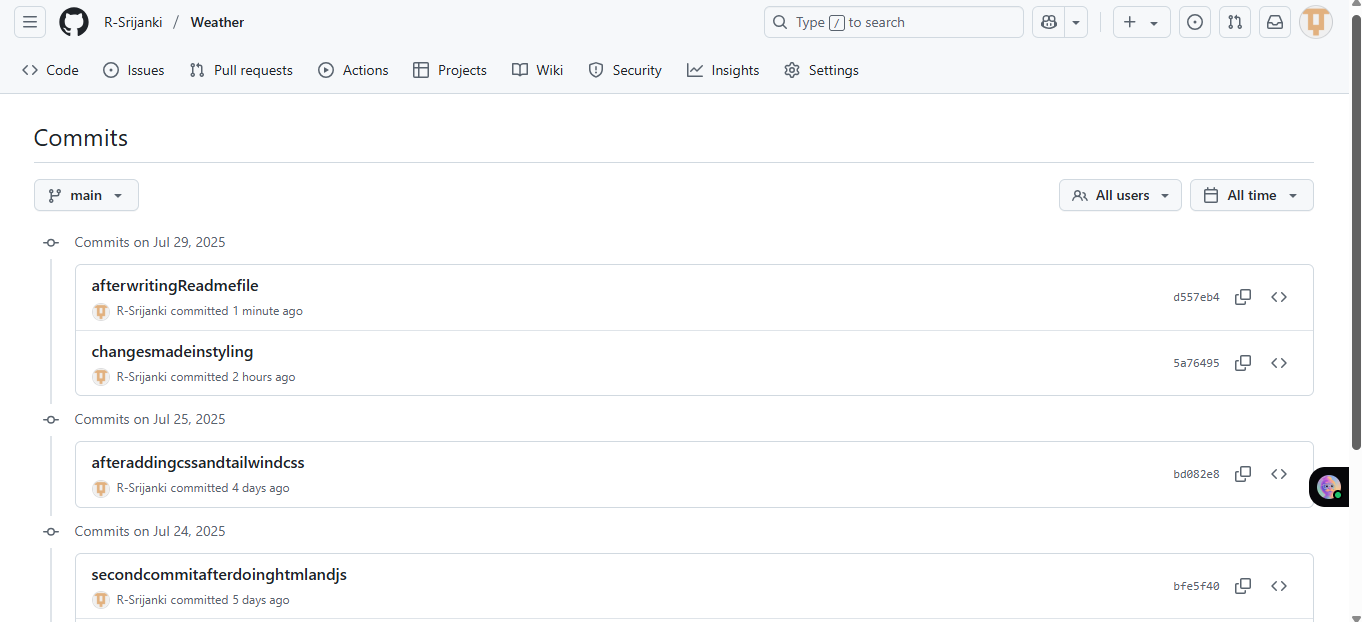 R-Srijanki / Weather
Type / to search
Code Issues Pull requests Actions Projects Wiki Security Insights Settings
Commits
main All users All time
Commits on Jul 29, 2025
afterwritingReadmefile
d557eb4
R-Srijanki committed 1 minute ago
changesmadeinstyling
5a76495
R-Srijanki committed 2 hours ago
Commits on Jul 25, 2025
afteraddingcssandtailwindcss
bd082e8
R-Srijanki committed 4 days ago
Commits on Jul 24, 2025
secondcommitafterdoinghtmlandjs
bfe5f40
R-Srijanki committed 5 days ago